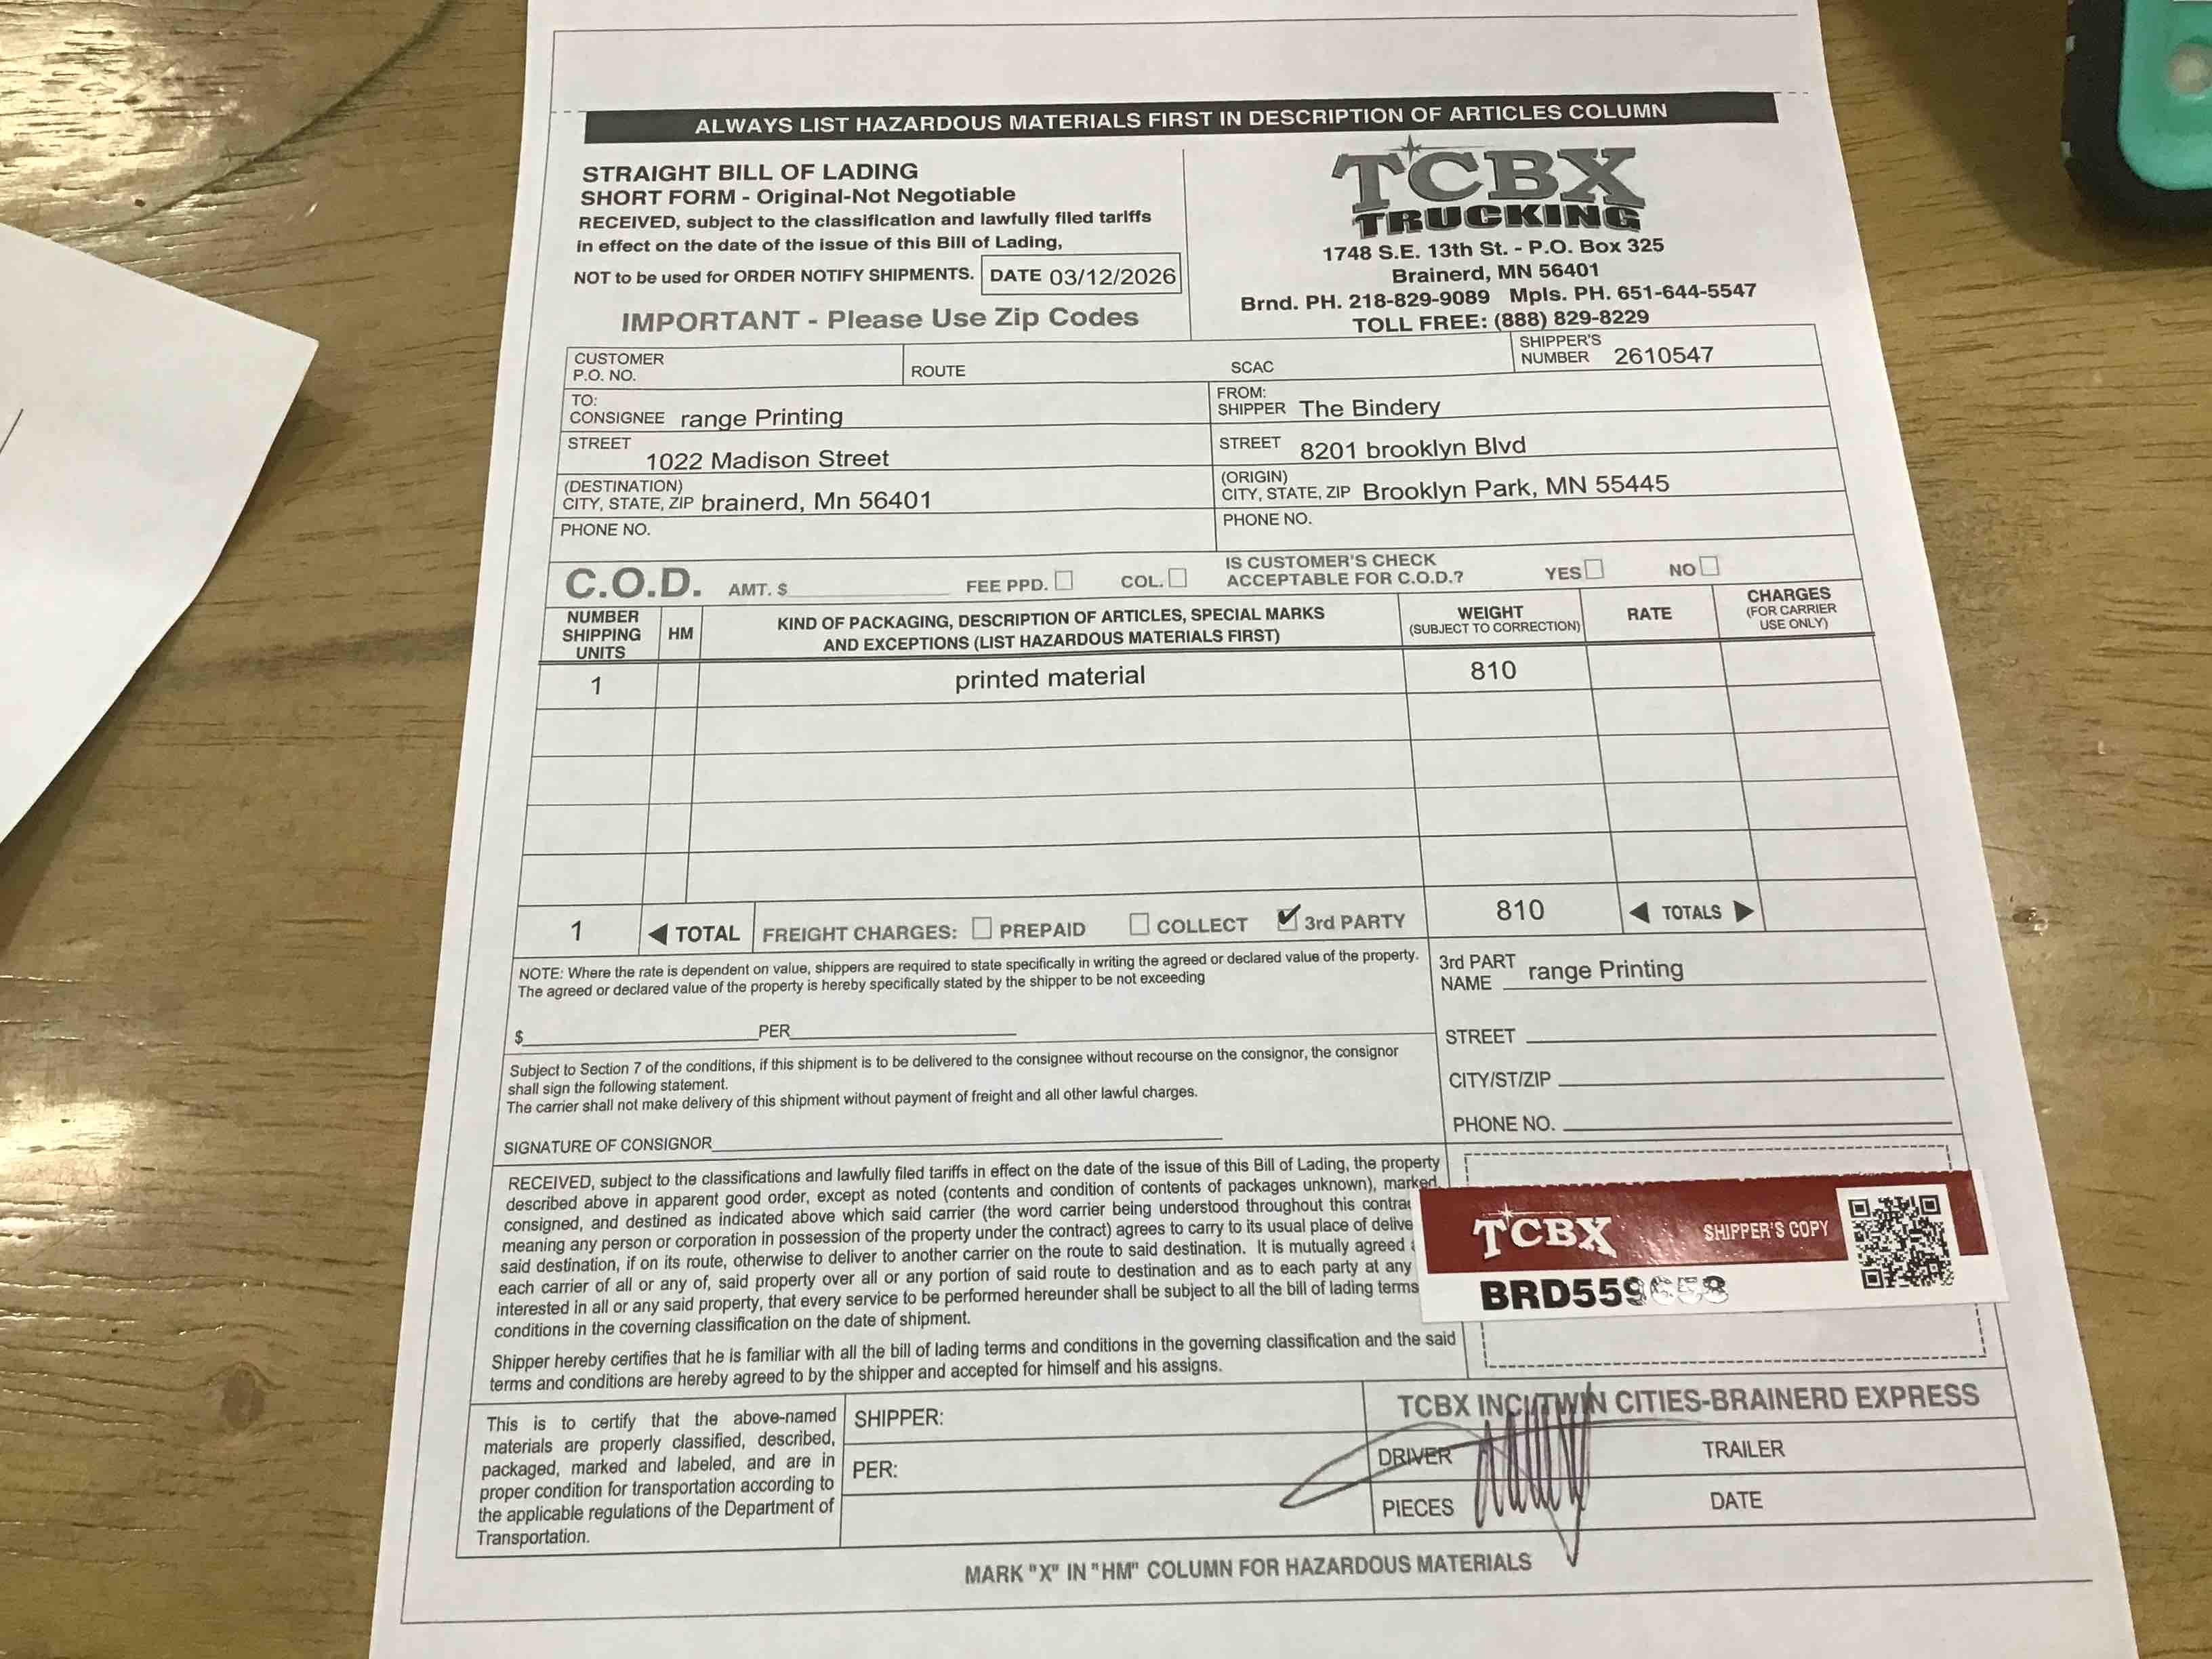 ALWAYS LIST HAZARDOUS MATERIALS FIRST IN DESCRIPTION OF ARTICLES COLUMN
STRAIGHT BILL OF LADING
SHORT FORM - Original-Not Negotiable
RECEIVED, subject to the classification and lawfully filed tariffs
in effect on the date of the issue of this Bill of Lading,
NOT to be used for ORDER NOTIFY SHIPMENTS. DATE 03/12/2026
IMPORTANT - Please Use Zip Codes
TCBX
TRUCKING
1748 S.E. 13th St. - P.O. Box 325
Brainerd, MN 56401
Brnd. PH. 218-829-9089 Mpls. PH. 651-644-5547
TOLL FREE: (888) 829-8229
CUSTOMER
P.O. NO.
ROUTE
SCAC
SHIPPER'S
NUMBER 2610547
TO:
CONSIGNEE range Printing
STREET
1022 Madison Street
(DESTINATION)
CITY, STATE, ZIP brainerd, Mn 56401
PHONE NO.
FROM:
SHIPPER The Bindery
STREET 8201 brooklyn Blvd
(ORIGIN)
CITY, STATE, ZIP Brooklyn Park, MN 55445
PHONE NO.
C.O.D. AMT. $ FEE PPD. COL.
IS CUSTOMER'S CHECK
ACCEPTABLE FOR C.O.D.? YES NO
NUMBER
SHIPPING
UNITS
HM
KIND OF PACKAGING, DESCRIPTION OF ARTICLES, SPECIAL MARKS
AND EXCEPTIONS (LIST HAZARDOUS MATERIALS FIRST)
WEIGHT
(SUBJECT TO CORRECTION)
RATE
CHARGES
(FOR CARRIER
USE ONLY)
1 printed material 810
1 TOTAL FREIGHT CHARGES: PREPAID COLLECT 3rd PARTY 810 TOTALS
NOTE: Where the rate is dependent on value, shippers are required to state specifically in writing the agreed or declared value of the property.
The agreed or declared value of the property is hereby specifically stated by the shipper to be not exceeding
$ PER
Subject to Section 7 of the conditions, if this shipment is to be delivered to the consignee without recourse on the consignor, the consignor
shall sign the following statement.
The carrier shall not make delivery of this shipment without payment of freight and all other lawful charges.
SIGNATURE OF CONSIGNOR
3rd PART
NAME range Printing
STREET
CITY/ST/ZIP
PHONE NO.
RECEIVED, subject to the classifications and lawfully filed tariffs in effect on the date of the issue of this Bill of Lading, the property
described above in apparent good order, except as noted (contents and condition of contents of packages unknown), marked,
consigned, and destined as indicated above which said carrier (the word carrier being understood throughout this contrac
meaning any person or corporation in possession of the property under the contract) agrees to carry to its usual place of delive
said destination, if on its route, otherwise to deliver to another carrier on the route to said destination. It is mutually agreed
each carrier of all or any of, said property over all or any portion of said route to destination and as to each party at any
interested in all or any said property, that every service to be performed hereunder shall be subject to all the bill of lading terms
conditions in the governing classification on the date of shipment.
Shipper hereby certifies that he is familiar with all the bill of lading terms and conditions in the governing classification and the said
terms and conditions are hereby agreed to by the shipper and accepted for himself and his assigns.
TCBX SHIPPER'S COPY
This is to certify that the above-named
materials are properly classified, described,
packaged, marked and labeled, and are in
proper condition for transportation according to
the applicable regulations of the Department of
Transportation.
SHIPPER:
PER:
TCBX INC./TWIN CITIES-BRAINERD EXPRESS
DRIVER TRAILER
PIECES DATE
MARK "X" IN "HM" COLUMN FOR HAZARDOUS MATERIALS